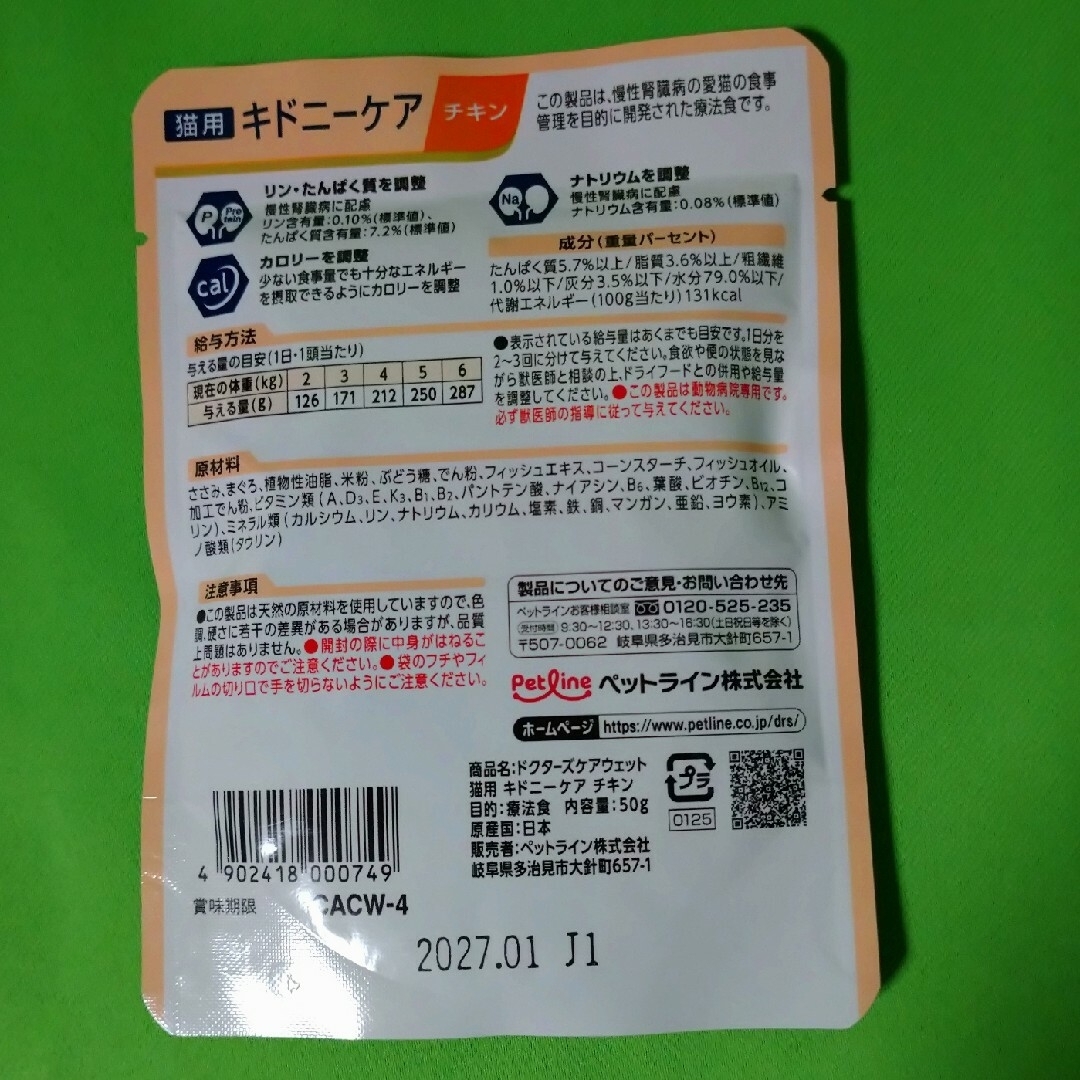 猫用 キドニーケア チキン
この製品は、慢性腎臓病の愛猫の食事
管理を目的に開発された療法食です。
P Protein
リン・たんぱく質を調整
慢性腎臓病に配慮
リン含有量:0.10%(標準値)、
たんぱく質含有量:7.2%(標準値)
cal
カロリーを調整
少ない食事量でも十分なエネルギー
を摂取できるようにカロリーを調整
Na
ナトリウムを調整
慢性腎臓病に配慮
ナトリウム含有量:0.08%(標準値)
成分(重量パーセント)
たんぱく質5.7%以上/脂質3.6%以上/粗繊維
1.0%以下/灰分3.5%以下/水分79.0%以下/
代謝エネルギー(100g当たり)131kcal
給与方法
与える量の目安(1日・1頭当たり)
現在の体重(kg) 2 3 4 5 6
与える量(g) 126 171 212 250 287
●表示されている給与量はあくまでも目安です。1日分を
2~3回に分けて与えてください。食欲や便の状態を見な
がら獣医師と相談の上、ドライフードとの併用や給与量
を調整してください。●この製品は動物病院専用です。
必ず獣医師の指導に従って与えてください。
原材料
ささみ、まぐろ、植物性油脂、米粉、ぶどう糖、でん粉、フィッシュエキス、コーンスターチ、フィッシュオイル、
加工でん粉、ビタミン類(A、D3、E、K3、B1、B2、パントテン酸、ナイアシン、B6、葉酸、ビオチン、B12、コ
リン)、ミネラル類(カルシウム、リン、ナトリウム、カリウム、塩素、鉄、銅、マンガン、亜鉛、ヨウ素)、アミ
ノ酸類(タウリン)
注意事項
●この製品は天然の原材料を使用していますので、色
調、硬さに若干の差異がある場合がありますが、品質
上問題はありません。●開封の際に中身がはねるこ
とがありますのでご注意ください。●袋のフチやフィ
ルムの切り口で手を切らないようにご注意ください。
製品についてのご意見・お問い合わせ先
ペットラインお客様相談室 0120-525-235
受付時間 9:30~12:30、13:30~16:30(土日祝日等を除く)
〒507-0062 岐阜県多治見市大針町657-1
Petline ペットライン株式会社
ホームページ https://www.petline.co.jp/drs/
商品名:ドクターズケアウェット
猫用 キドニーケア チキン
目的:療法食 内容量:50g
原産国:日本
販売者:ペットライン株式会社
岐阜県多治見市大針町657-1
プラ
0125
4 902418 000749
賞味期限 CACW-4
2027.01 J1